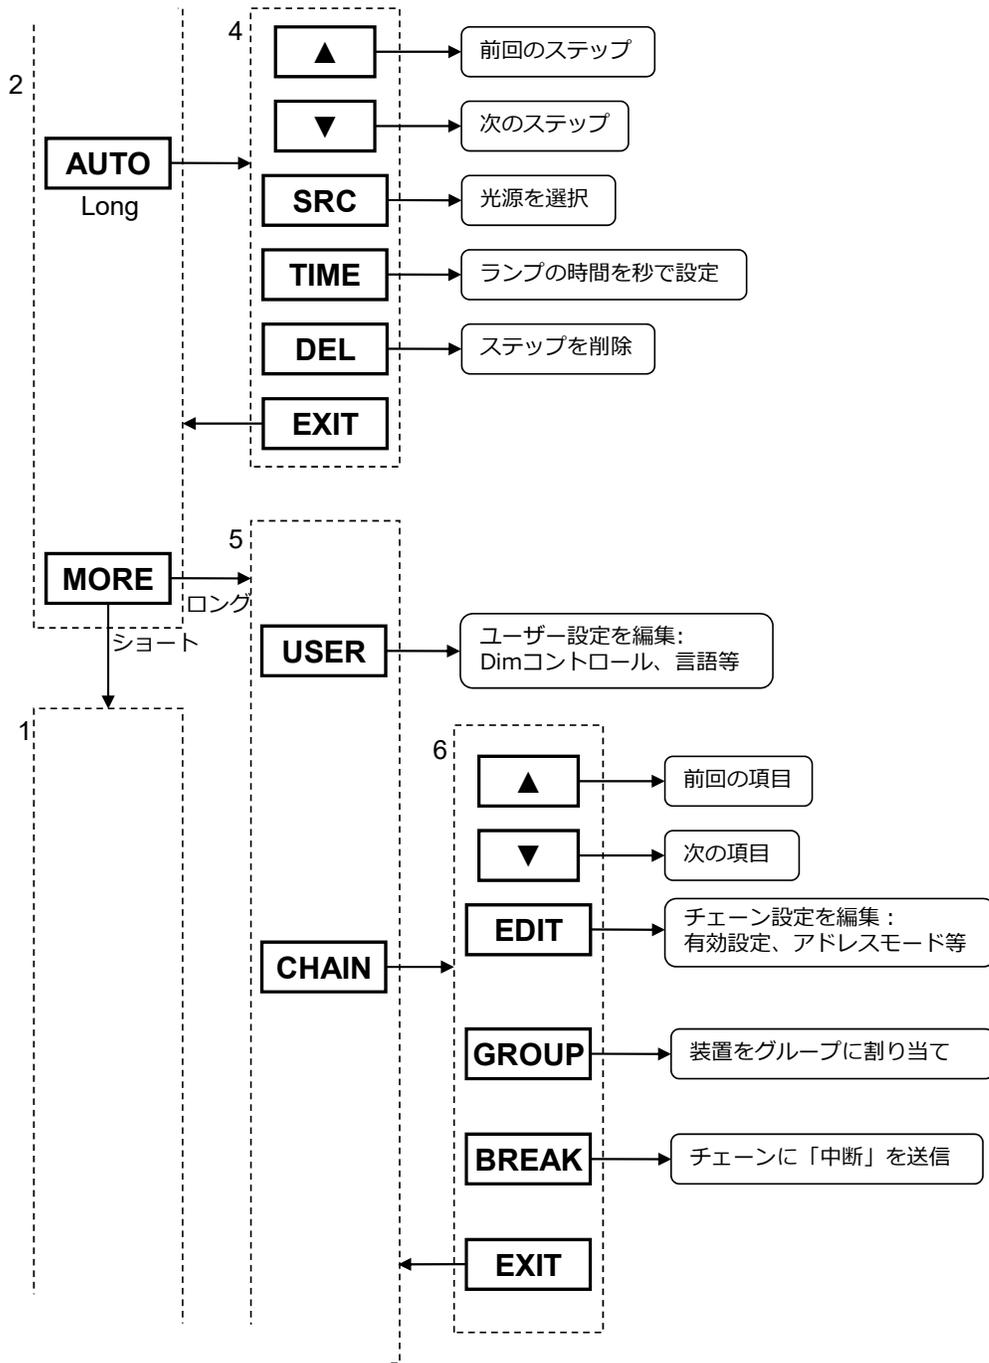 2
AUTO
Long
4
▲
前回のステップ
▼
次のステップ
SRC
光源を選択
TIME
ランプの時間を秒で設定
DEL
ステップを削除
EXIT
MORE
ロング
ショート
5
USER
ユーザー設定を編集:
Dimコントロール、言語等
1
CHAIN
6
▲
前回の項目
▼
次の項目
EDIT
チェーン設定を編集：
有効設定、アドレスモード等
GROUP
装置をグループに割り当て
BREAK
チェーンに「中断」を送信
EXIT